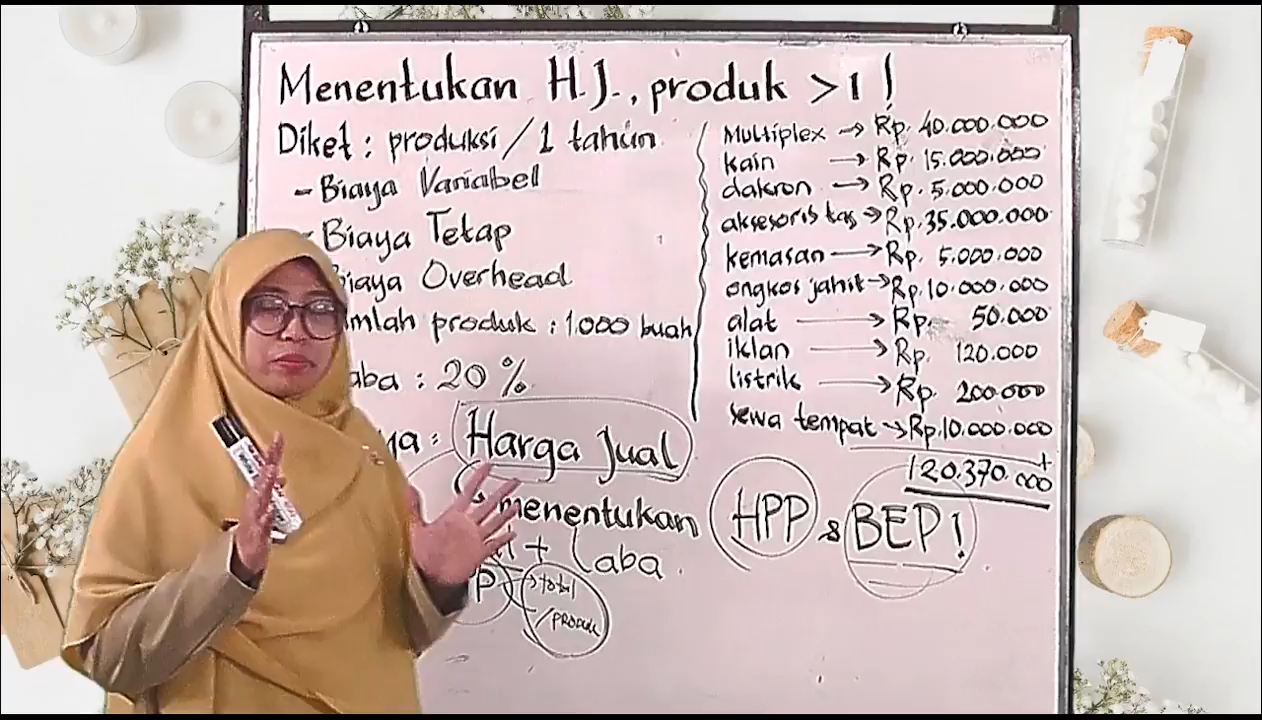 Menentukan H.J., produk > 1 !
Diket : produksi / 1 tahun
- Biaya Variabel
- Biaya Tetap
iaya Overhead
mlah produk : 1.000 buah
aba : 20 %
ya : Harga Jual
menentukan HPP & BEP!
+ Laba
P → total
/produk
Multiplex → Rp. 40.000.000
kain → Rp. 15.000.000
dakron → Rp. 5.000.000
aksesoris tas → Rp. 35.000.000
kemasan → Rp. 5.000.000
ongkos jahit → Rp. 10.000.000
alat → Rp. 50.000
iklan → Rp. 120.000
listrik → Rp. 200.000
sewa tempat → Rp. 10.000.000
+
120.370.000